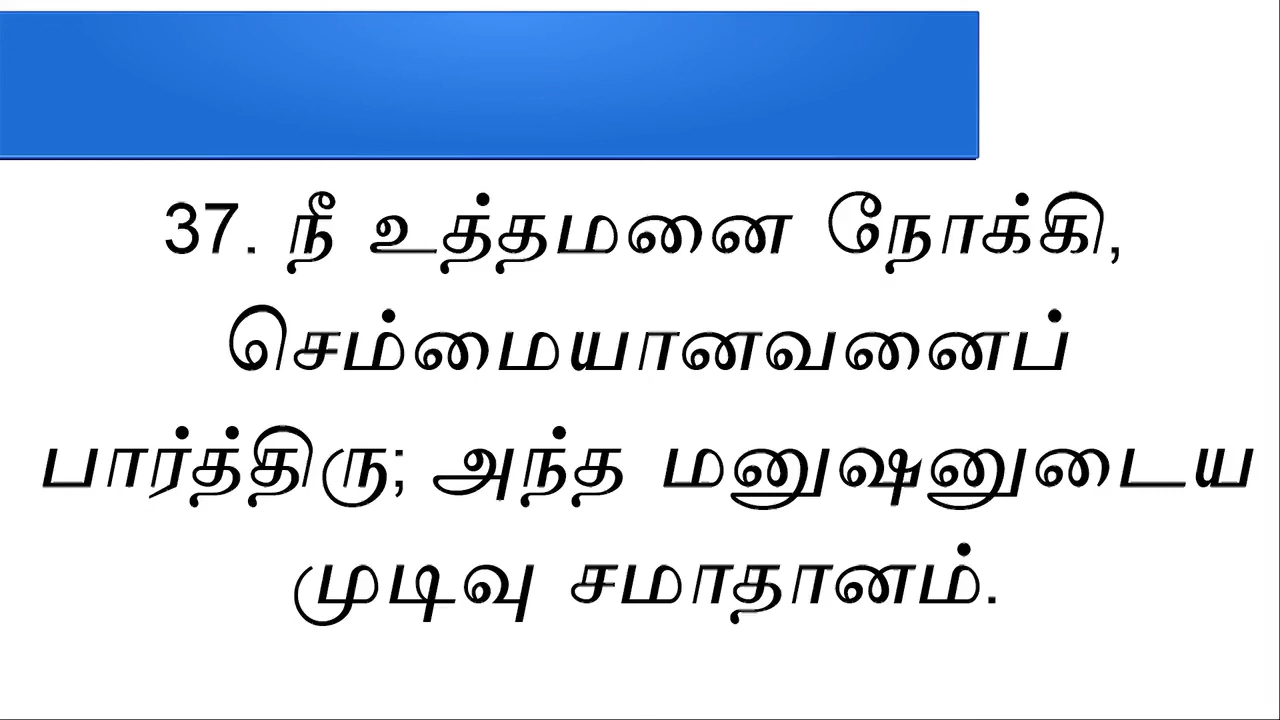 37. நீ உத்தமனை நோக்கி,
செம்மையானவனைப்
பார்த்திரு; அந்த மனுஷனுடைய
முடிவு சமாதானம்.